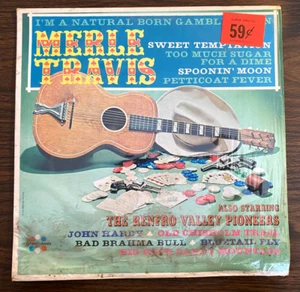 I'M A NATURAL BORN GAMBLIN' MAN
MERLE
TRAVIS
59¢
SWEET TEMPTATION
TOO MUCH SUGAR
FOR A DIME
SPOONIN' MOON
PETTICOAT FEVER
ALSO STARRING
THE RENFRO VALLEY PIONEERS
JOHN HARDY ★ OLD CHISHOLM TRAIL
BAD BRAHMA BULL ★ BLUETAIL FLY